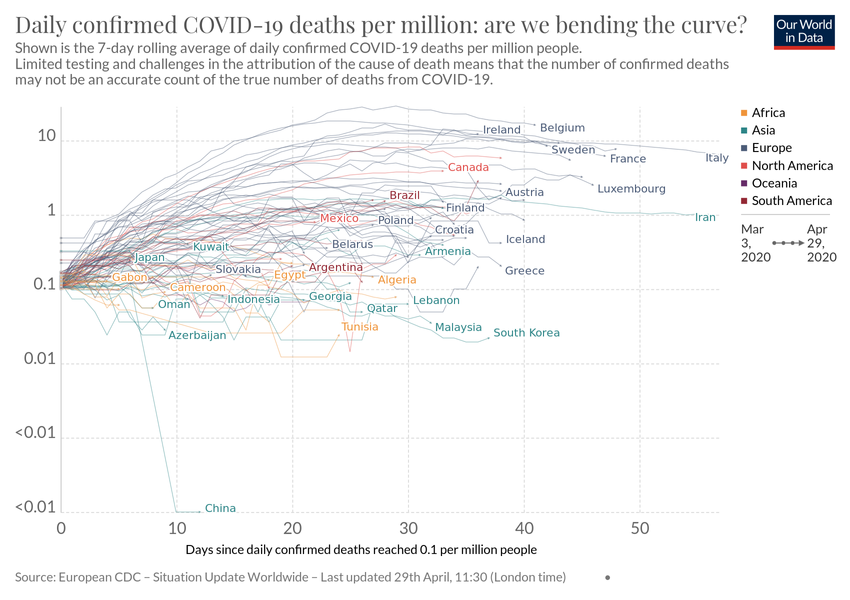 Daily confirmed COVID-19 deaths per million: are we bending the curve?
Our World
in Data
Shown is the 7-day rolling average of daily confirmed COVID-19 deaths per million people.
Limited testing and challenges in the attribution of the cause of death means that the number of confirmed deaths
may not be an accurate count of the true number of deaths from COVID-19.
Africa
Asia
Europe
North America
Oceania
South America
Mar
3,
2020
Apr
29,
2020
10
1
0.1
0.01
<0.01
<0.01
Ireland
Belgium
Sweden
France
Italy
Canada
Luxembourg
Brazil
Austria
Finland
Mexico
Poland
Iran
Croatia
Iceland
Kuwait
Belarus
Armenia
Japan
Slovakia
Argentina
Greece
Gabon
Egypt
Algeria
Cameroon
Oman
Indonesia
Georgia
Lebanon
Qatar
Azerbaijan
Tunisia
Malaysia
South Korea
China
0
10
20
30
40
50
Days since daily confirmed deaths reached 0.1 per million people
Source: European CDC – Situation Update Worldwide – Last updated 29th April, 11:30 (London time)